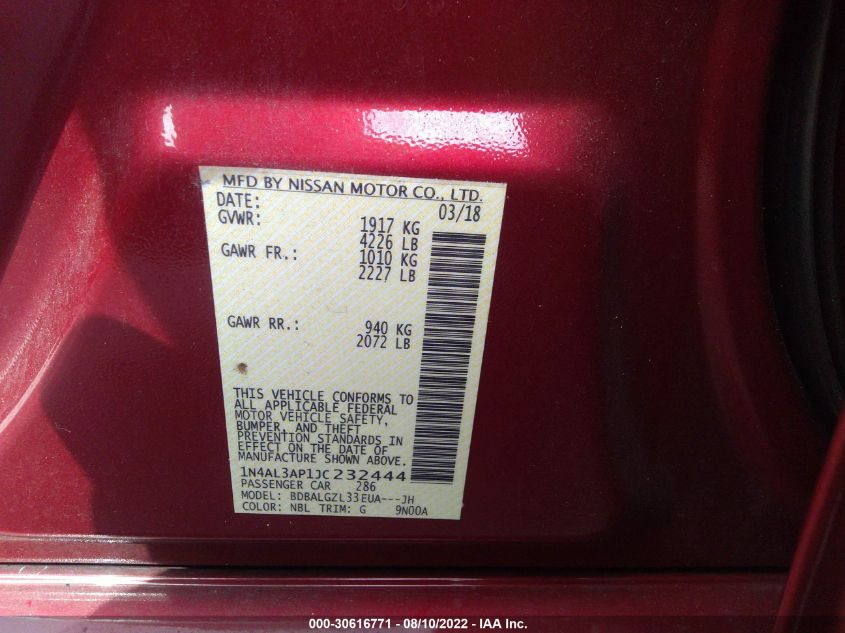 MFD BY NISSAN MOTOR CO., LTD.
DATE: 03/18
GVWR: 1917 KG
4226 LB
GAWR FR.: 1010 KG
2227 LB
GAWR RR.: 940 KG
2072 LB
THIS VEHICLE CONFORMS TO
ALL APPLICABLE FEDERAL
MOTOR VEHICLE SAFETY,
BUMPER, AND THEFT
PREVENTION STANDARDS IN
EFFECT ON THE DATE OF
MANUFACTURE SHOWN ABOVE.
1N4AL3AP1JC232444
PASSENGER CAR 286
MODEL: BDBALGZL33EUA---JH
COLOR: NBL TRIM: G 9N00A
000-30616771 - 08/10/2022 - IAA Inc.